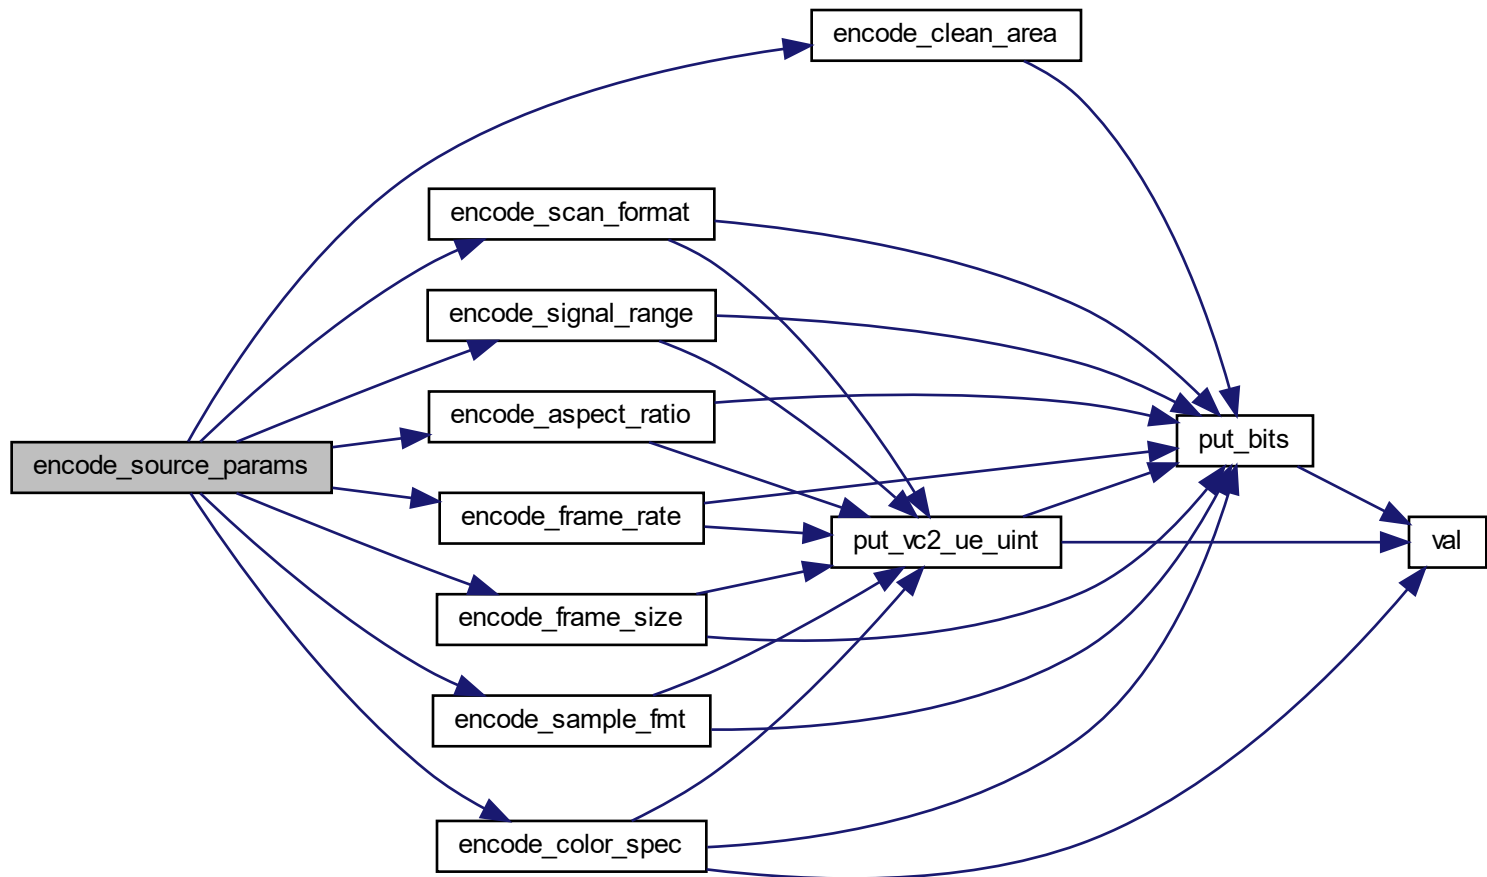 encode_clean_area
encode_scan_format
encode_signal_range
encode_aspect_ratio
put_bits
encode_source_params
encode_frame_rate
put_vc2_ue_uint
val
encode_frame_size
encode_sample_fmt
encode_color_spec